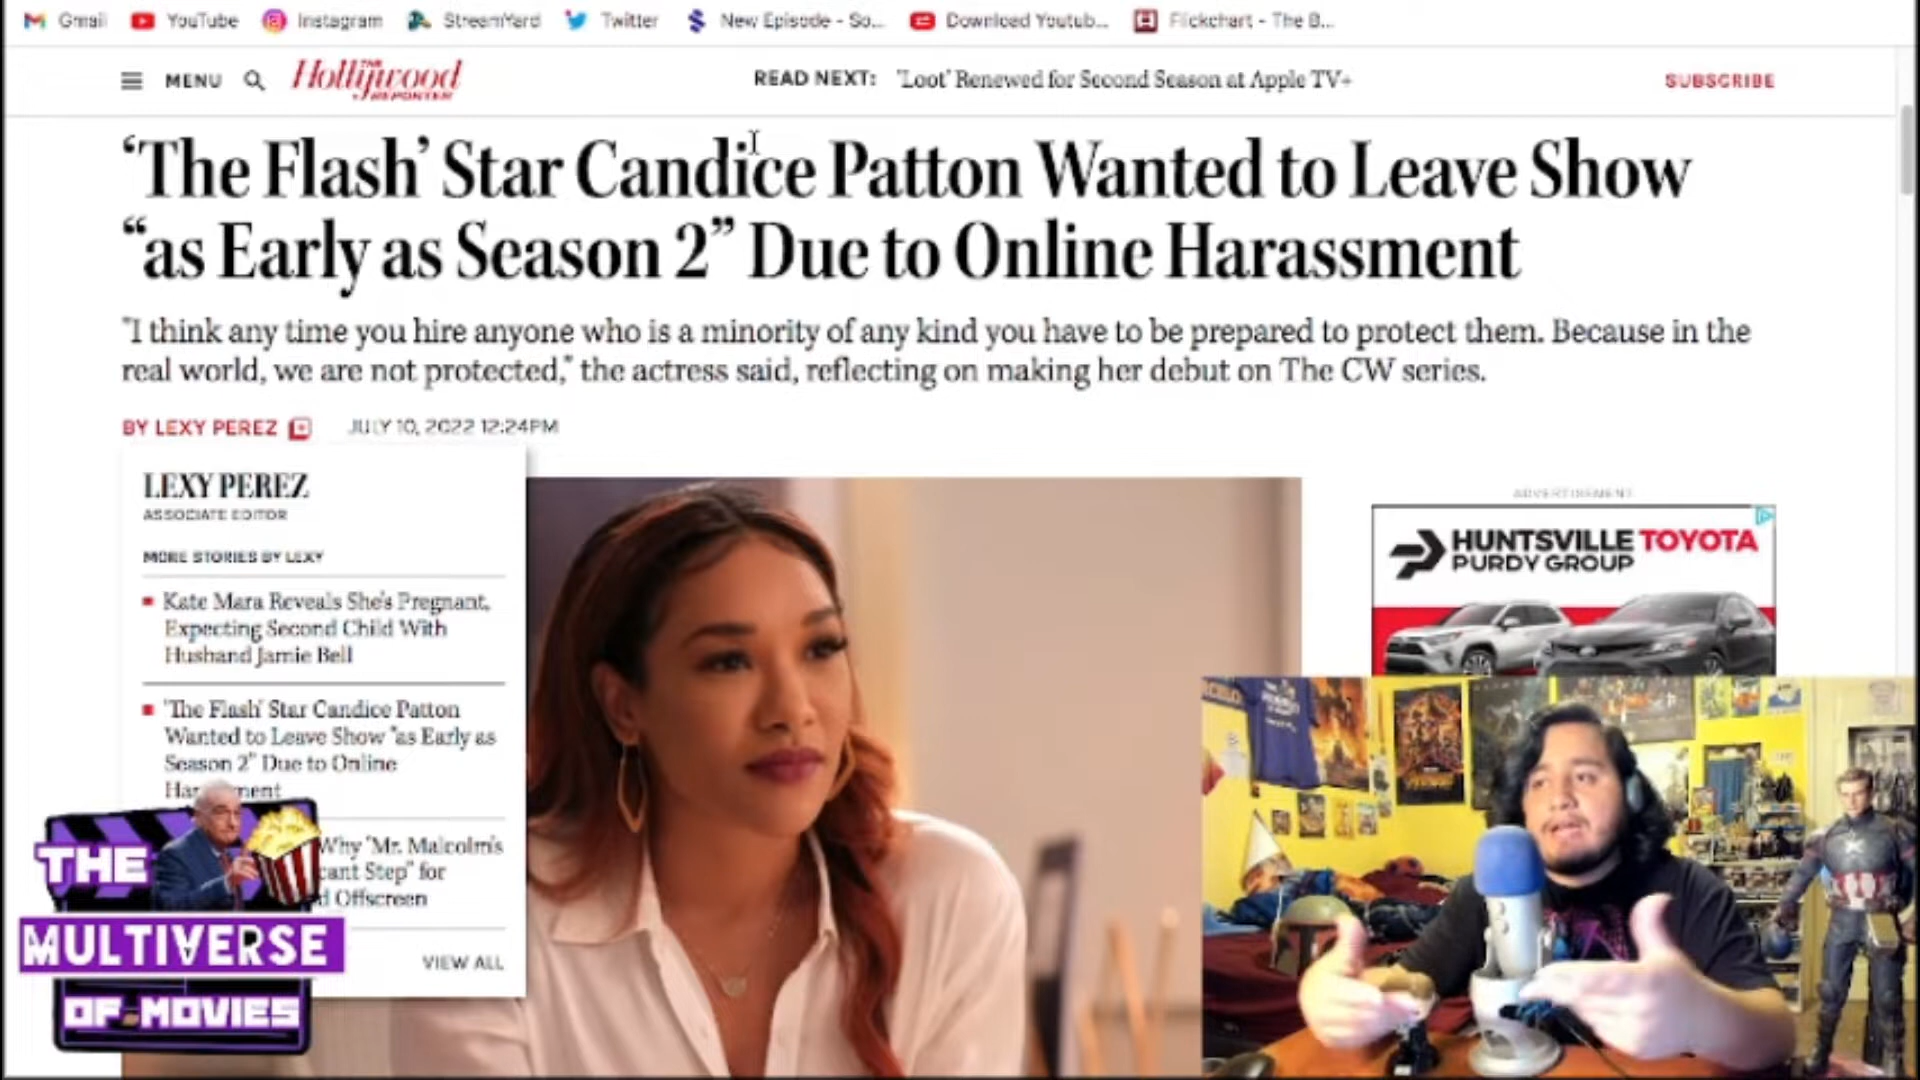 Gmail YouTube Instagram StreamYard Twitter New Episode - So... Download Youtub... Flickchart - The B...
MENU The Hollywood REPORTER READ NEXT: 'Loot' Renewed for Second Season at Apple TV+ SUBSCRIBE
‘The Flash’ Star Candice Patton Wanted to Leave Show
“as Early as Season 2” Due to Online Harassment
"I think any time you hire anyone who is a minority of any kind you have to be prepared to protect them. Because in the
real world, we are not protected," the actress said, reflecting on making her debut on The CW series.
BY LEXY PEREZ JULY 10, 2022 12:24PM
LEXY PEREZ
ASSOCIATE EDITOR
MORE STORIES BY LEXY
Kate Mara Reveals She's Pregnant,
Expecting Second Child With
Husband Jamie Bell
'The Flash' Star Candice Patton
Wanted to Leave Show "as Early as
Season 2" Due to Online
Why "Mr. Malcolm's
cant Step" for
d Offscreen
VIEW ALL
ADVERTISEMENT
HUNTSVILLE TOYOTA
PURDY GROUP
THE
MULTIVERSE
OF MOVIES